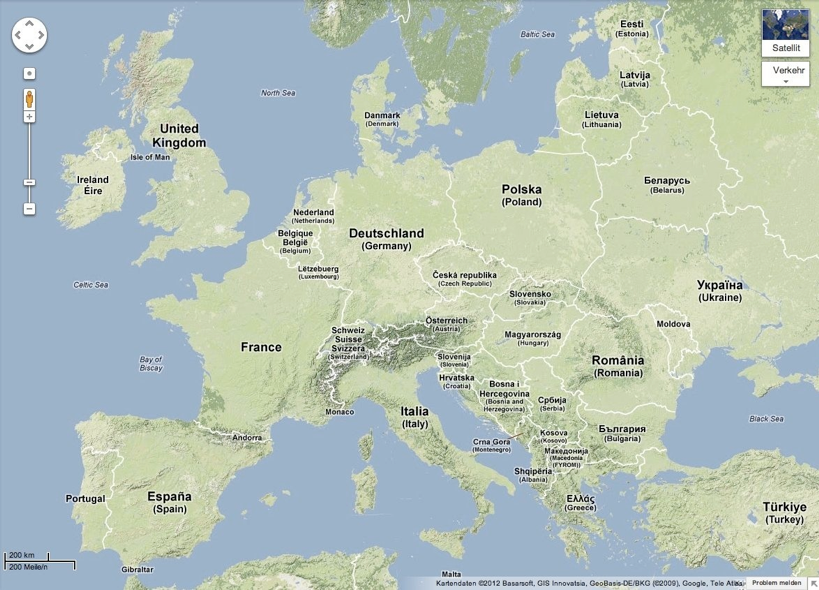 Eesti
(Estonia)
Baltic Sea
Satellit
Verkehr
Latvija
(Latvia)
North Sea
Danmark
(Denmark)
Lietuva
(Lithuania)
United
Kingdom
Isle of Man
Ireland
Éire
Беларусь
(Belarus)
Polska
(Poland)
Nederland
(Netherlands)
Belgique
België
(Belgium)
Deutschland
(Germany)
Lëtzebuerg
(Luxembourg)
Česká republika
(Czech Republic)
Celtic Sea
Україна
(Ukraine)
Slovensko
(Slovakia)
Österreich
(Austria)
Moldova
Schweiz
Suisse
Svizzera
(Switzerland)
Magyarország
(Hungary)
France
Bay of
Biscay
Slovenija
(Slovenia)
România
(Romania)
Hrvatska
(Croatia)
Bosna i
Hercegovina
(Bosnia and
Herzegovina)
Србија
(Serbia)
Monaco
Italia
(Italy)
Black Sea
Andorra
Crna Gora
(Montenegro)
Kosova
(Kosovo)
България
(Bulgaria)
Македонија
(Macedonia
(FYROM))
Shqipëria
(Albania)
Portugal
España
(Spain)
Ελλάς
(Greece)
Türkiye
(Turkey)
200 km
200 Meile/n
Gibraltar
Malta
Kartendaten ©2012 Basarsoft, GIS Innovatsia, GeoBasis-DE/BKG (©2009), Google, Tele Atlas
Problem melden